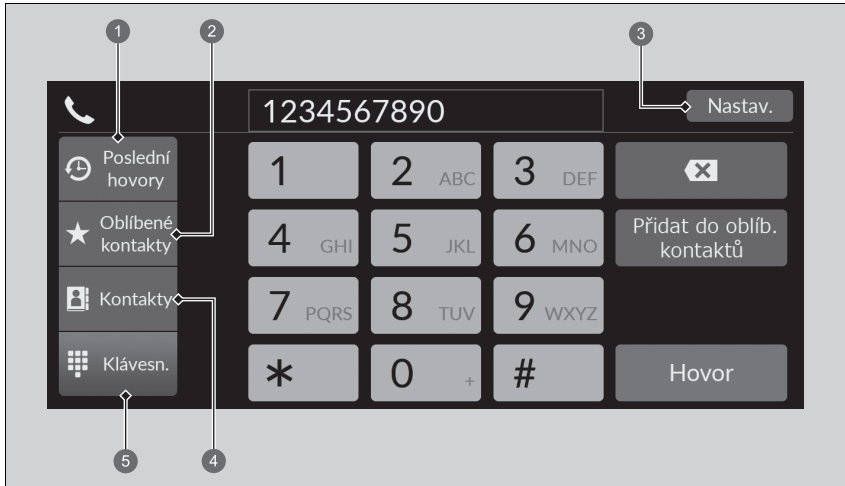 1
2
3
1234567890
Nastav.
Poslední
hovory
Oblíbené
kontakty
Kontakty
Klávesn.
1
2 ABC
3 DEF
4 GHI
5 JKL
6 MNO
Přidat do oblíb.
kontaktů
7 PQRS
8 TUV
9 WXYZ
*
0 +
#
Hovor
5
4